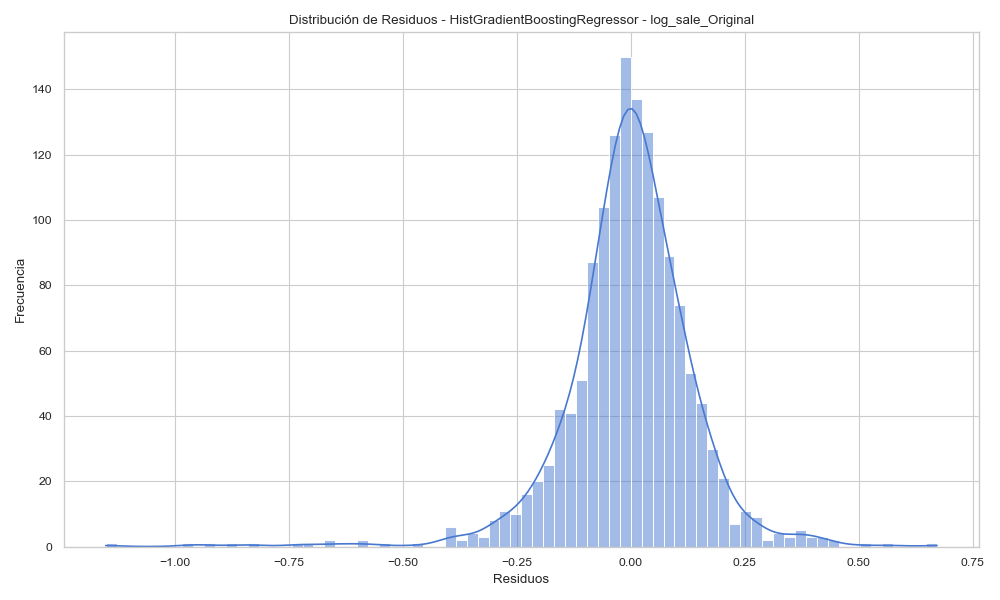 Distribución de Residuos - HistGradientBoostingRegressor - log_sale_Original
Frecuencia
140
120
100
80
60
40
20
0
−1.00 −0.75 −0.50 −0.25 0.00 0.25 0.50 0.75
Residuos